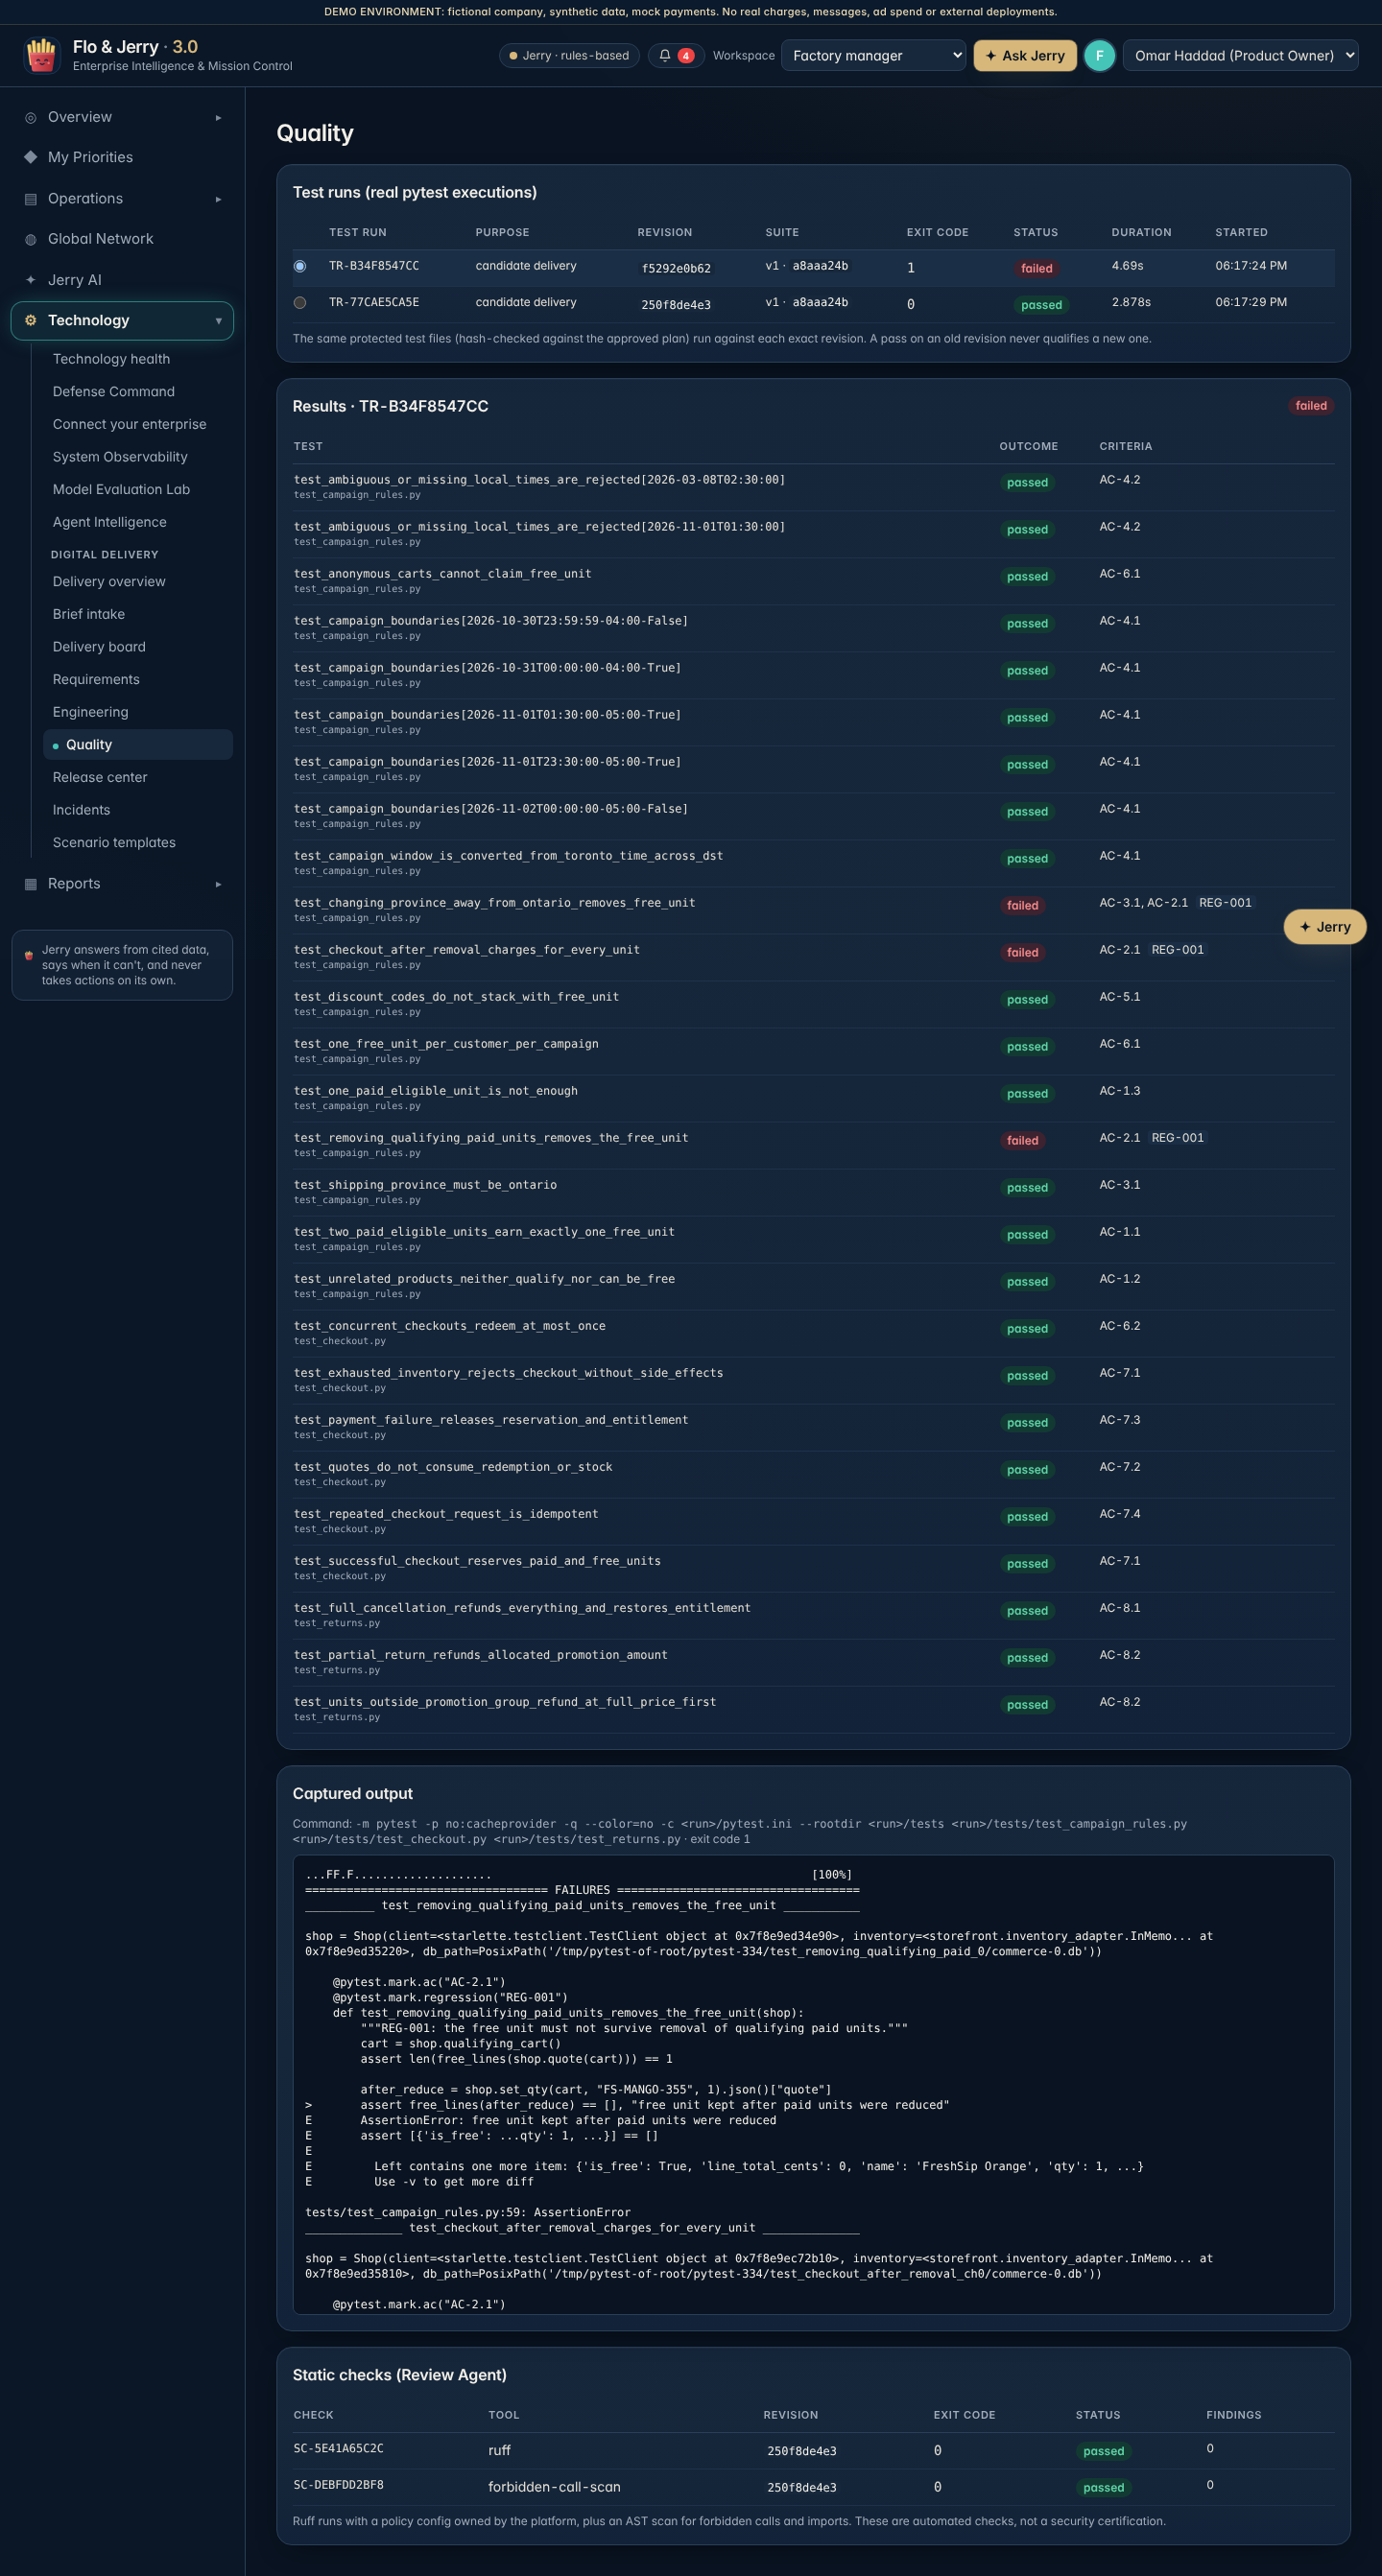 DEMO ENVIRONMENT: fictional company, synthetic data, mock payments. No real charges, messages, ad spend or external deployments.
Flo & Jerry · 3.0
Enterprise Intelligence & Mission Control
Jerry · rules-based
4
Workspace
Factory manager
✦ Ask Jerry
F
Omar Haddad (Product Owner)
Overview
My Priorities
Operations
Global Network
Jerry AI
Technology
Technology health
Defense Command
Connect your enterprise
System Observability
Model Evaluation Lab
Agent Intelligence
DIGITAL DELIVERY
Delivery overview
Brief intake
Delivery board
Requirements
Engineering
Quality
Release center
Incidents
Scenario templates
Reports
Jerry answers from cited data,
says when it can't, and never
takes actions on its own.
Quality
Test runs (real pytest executions)
TEST RUN PURPOSE REVISION SUITE EXIT CODE STATUS DURATION STARTED
TR-B34F8547CC candidate delivery f5292e0b62 v1 · a8aaa24b 1 failed 4.69s 06:17:24 PM
TR-77CAE5CA5E candidate delivery 250f8de4e3 v1 · a8aaa24b 0 passed 2.878s 06:17:29 PM
The same protected test files (hash-checked against the approved plan) run against each exact revision. A pass on an old revision never qualifies a new one.
Results · TR-B34F8547CC failed
TEST OUTCOME CRITERIA
test_ambiguous_or_missing_local_times_are_rejected[2026-03-08T02:30:00] passed AC-4.2
test_campaign_rules.py
test_ambiguous_or_missing_local_times_are_rejected[2026-11-01T01:30:00] passed AC-4.2
test_campaign_rules.py
test_anonymous_carts_cannot_claim_free_unit passed AC-6.1
test_campaign_rules.py
test_campaign_boundaries[2026-10-30T23:59:59-04:00-False] passed AC-4.1
test_campaign_rules.py
test_campaign_boundaries[2026-10-31T00:00:00-04:00-True] passed AC-4.1
test_campaign_rules.py
test_campaign_boundaries[2026-11-01T01:30:00-05:00-True] passed AC-4.1
test_campaign_rules.py
test_campaign_boundaries[2026-11-01T23:30:00-05:00-True] passed AC-4.1
test_campaign_rules.py
test_campaign_boundaries[2026-11-02T00:00:00-05:00-False] passed AC-4.1
test_campaign_rules.py
test_campaign_window_is_converted_from_toronto_time_across_dst passed AC-4.1
test_campaign_rules.py
test_changing_province_away_from_ontario_removes_free_unit failed AC-3.1, AC-2.1 REG-001
test_campaign_rules.py
✦ Jerry
test_checkout_after_removal_charges_for_every_unit failed AC-2.1 REG-001
test_campaign_rules.py
test_discount_codes_do_not_stack_with_free_unit passed AC-5.1
test_campaign_rules.py
test_one_free_unit_per_customer_per_campaign passed AC-6.1
test_campaign_rules.py
test_one_paid_eligible_unit_is_not_enough passed AC-1.3
test_campaign_rules.py
test_removing_qualifying_paid_units_removes_the_free_unit failed AC-2.1 REG-001
test_campaign_rules.py
test_shipping_province_must_be_ontario passed AC-3.1
test_campaign_rules.py
test_two_paid_eligible_units_earn_exactly_one_free_unit passed AC-1.1
test_campaign_rules.py
test_unrelated_products_neither_qualify_nor_can_be_free passed AC-1.2
test_campaign_rules.py
test_concurrent_checkouts_redeem_at_most_once passed AC-6.2
test_checkout.py
test_exhausted_inventory_rejects_checkout_without_side_effects passed AC-7.1
test_checkout.py
test_payment_failure_releases_reservation_and_entitlement passed AC-7.3
test_checkout.py
test_quotes_do_not_consume_redemption_or_stock passed AC-7.2
test_checkout.py
test_repeated_checkout_request_is_idempotent passed AC-7.4
test_checkout.py
test_successful_checkout_reserves_paid_and_free_units passed AC-7.1
test_checkout.py
test_full_cancellation_refunds_everything_and_restores_entitlement passed AC-8.1
test_returns.py
test_partial_return_refunds_allocated_promotion_amount passed AC-8.2
test_returns.py
test_units_outside_promotion_group_refund_at_full_price_first passed AC-8.2
test_returns.py
Captured output
Command: -m pytest -p no:cacheprovider -q --color=no -c <run>/pytest.ini --rootdir <run>/tests <run>/tests/test_campaign_rules.py
<run>/tests/test_checkout.py <run>/tests/test_returns.py · exit code 1
...FF.F.................... [100%]
=================================== FAILURES ===================================
__________ test_removing_qualifying_paid_units_removes_the_free_unit ___________
shop = Shop(client=<starlette.testclient.TestClient object at 0x7f8e9ed34e90>, inventory=<storefront.inventory_adapter.InMemo... at
0x7f8e9ed35220>, db_path=PosixPath('/tmp/pytest-of-root/pytest-334/test_removing_qualifying_paid_0/commerce-0.db'))
@pytest.mark.ac("AC-2.1")
@pytest.mark.regression("REG-001")
def test_removing_qualifying_paid_units_removes_the_free_unit(shop):
"""REG-001: the free unit must not survive removal of qualifying paid units."""
cart = shop.qualifying_cart()
assert len(free_lines(shop.quote(cart))) == 1
after_reduce = shop.set_qty(cart, "FS-MANGO-355", 1).json()["quote"]
> assert free_lines(after_reduce) == [], "free unit kept after paid units were reduced"
E AssertionError: free unit kept after paid units were reduced
E assert [{'is_free': ...qty': 1, ...}] == []
E
E Left contains one more item: {'is_free': True, 'line_total_cents': 0, 'name': 'FreshSip Orange', 'qty': 1, ...}
E Use -v to get more diff
tests/test_campaign_rules.py:59: AssertionError
______________ test_checkout_after_removal_charges_for_every_unit ______________
shop = Shop(client=<starlette.testclient.TestClient object at 0x7f8e9ec72b10>, inventory=<storefront.inventory_adapter.InMemo... at
0x7f8e9ed35810>, db_path=PosixPath('/tmp/pytest-of-root/pytest-334/test_checkout_after_removal_ch0/commerce-0.db'))
@pytest.mark.ac("AC-2.1")
Static checks (Review Agent)
CHECK TOOL REVISION EXIT CODE STATUS FINDINGS
SC-5E41A65C2C ruff 250f8de4e3 0 passed 0
SC-DEBFDD2BF8 forbidden-call-scan 250f8de4e3 0 passed 0
Ruff runs with a policy config owned by the platform, plus an AST scan for forbidden calls and imports. These are automated checks, not a security certification.